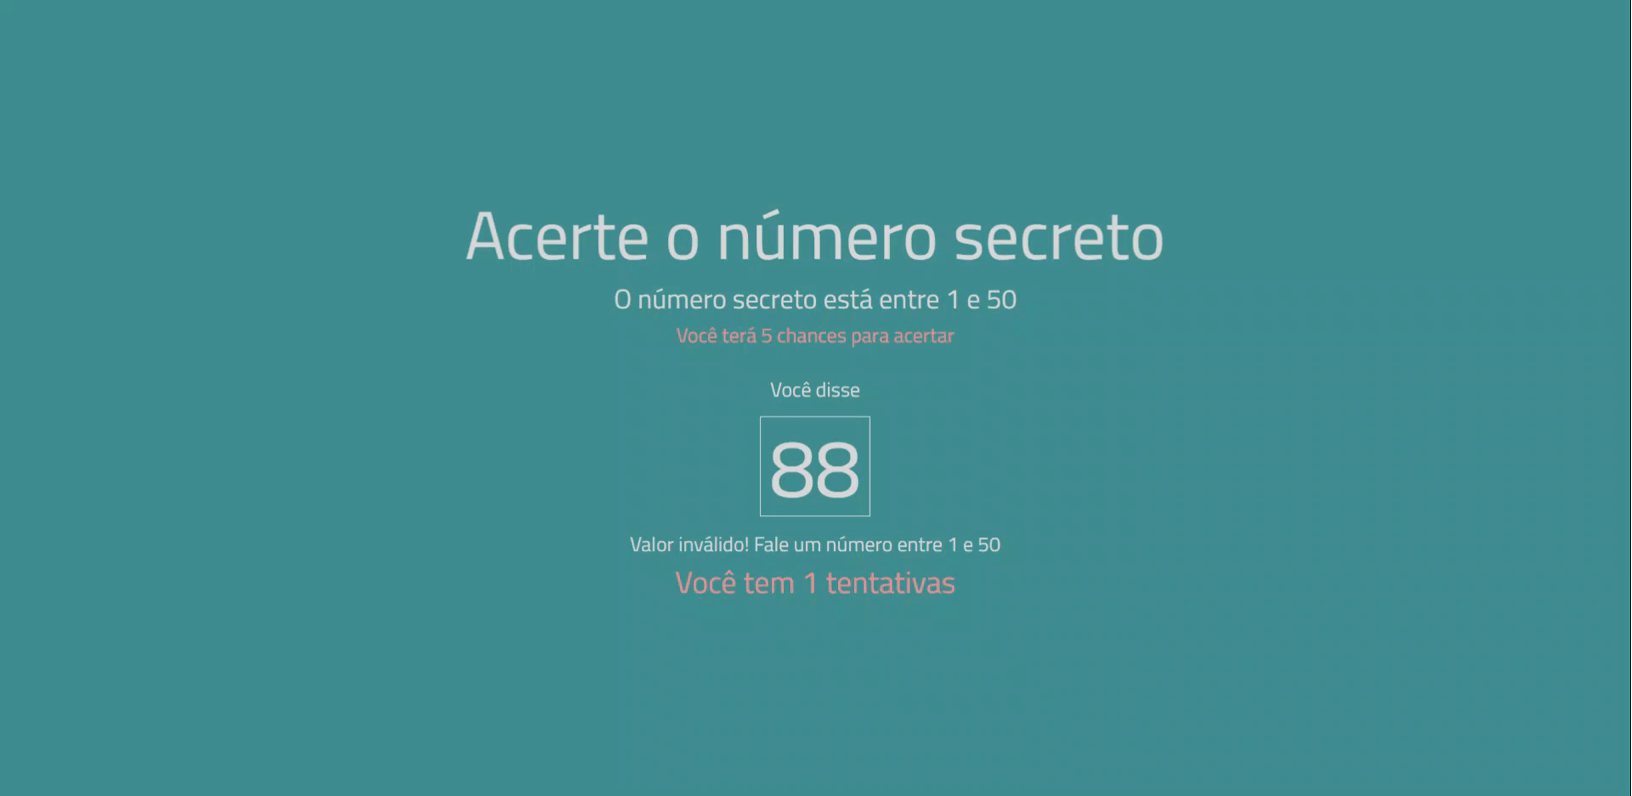 Acerte o número secreto
O número secreto está entre 1 e 50
Você terá 5 chances para acertar
Você disse
88
Valor inválido! Fale um número entre 1 e 50
Você tem 1 tentativas